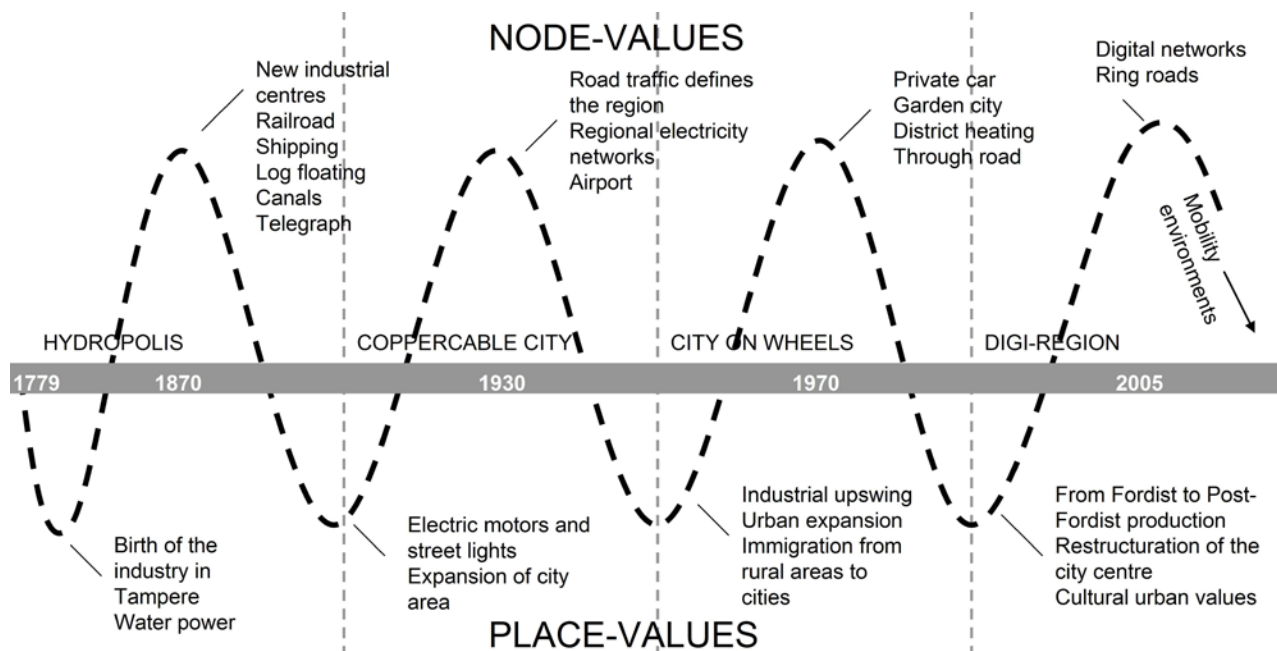 NODE-VALUES
New industrial
centres
Railroad
Shipping
Log floating
Canals
Telegraph
Road traffic defines
the region
Regional electricity
networks
Airport
Private car
Garden city
District heating
Through road
Digital networks
Ring roads
Mobility
environments
HYDROPOLIS
COPPERCABLE CITY
CITY ON WHEELS
DIGI-REGION
1779
1870
1930
1970
2005
Birth of the
industry in
Tampere
Water power
Electric motors and
street lights
Expansion of city
area
Industrial upswing
Urban expansion
Immigration from
rural areas to
cities
From Fordist to Post-
Fordist production
Restructuration of the
city centre
Cultural urban values
PLACE-VALUES